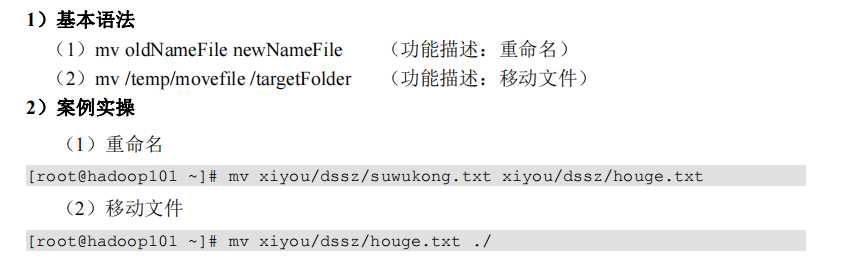 1）基本语法
（1）mv oldNameFile newNameFile （功能描述：重命名）
（2）mv /temp/movefile /targetFolder （功能描述：移动文件）
2）案例实操
（1）重命名
[root@hadoop101 ~]# mv xiyou/dssz/suwukong.txt xiyou/dssz/houge.txt
（2）移动文件
[root@hadoop101 ~]# mv xiyou/dssz/houge.txt ./